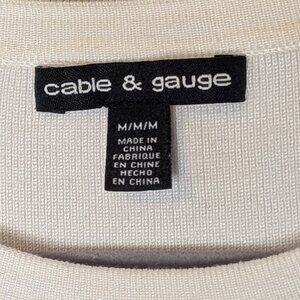 cable & gauge
M/M/M
MADE IN
CHINA
FABRIQUE
EN CHINE
HECHO
EN CHINA